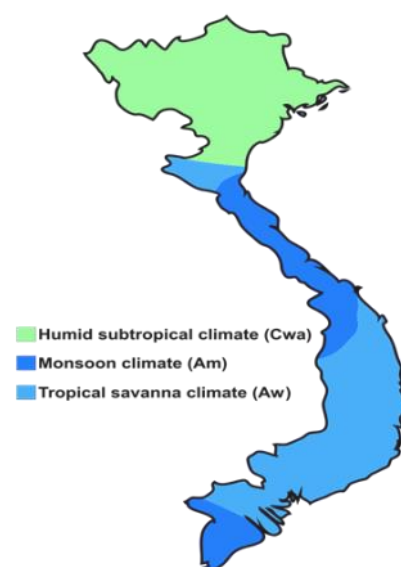 Humid subtropical climate (Cwa)
Monsoon climate (Am)
Tropical savanna climate (Aw)